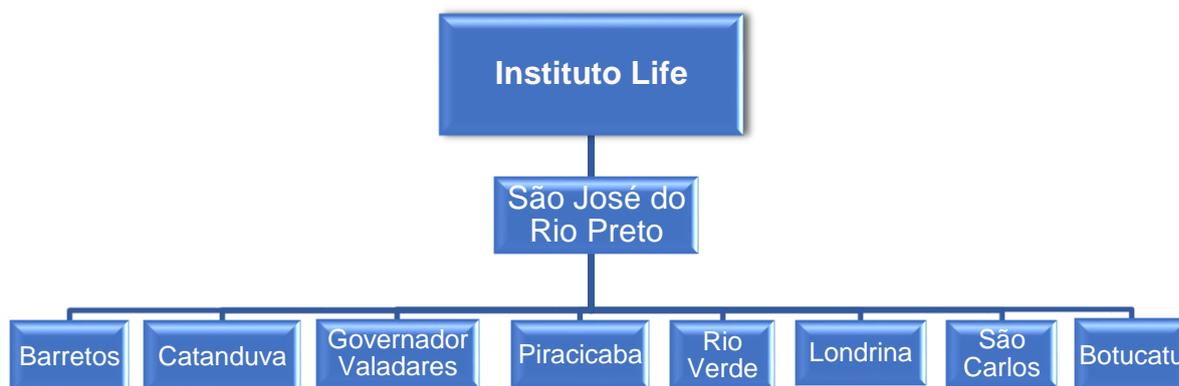 Instituto Life
São José do
Rio Preto
Barretos
Catanduva
Governador
Valadares
Piracicaba
Rio
Verde
Londrina
São
Carlos
Botucatu